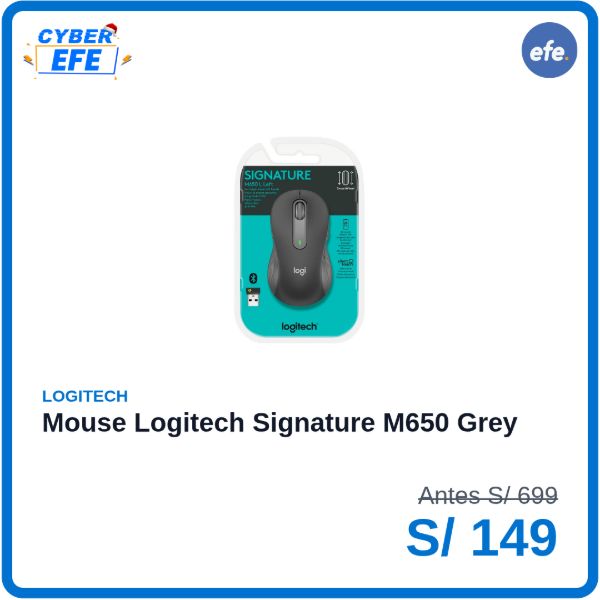 CYBER
EFE
efe.
SIGNATURE
M650 L Left
logi
logitech
LOGITECH
Mouse Logitech Signature M650 Grey
Antes S/ 699
S/ 149